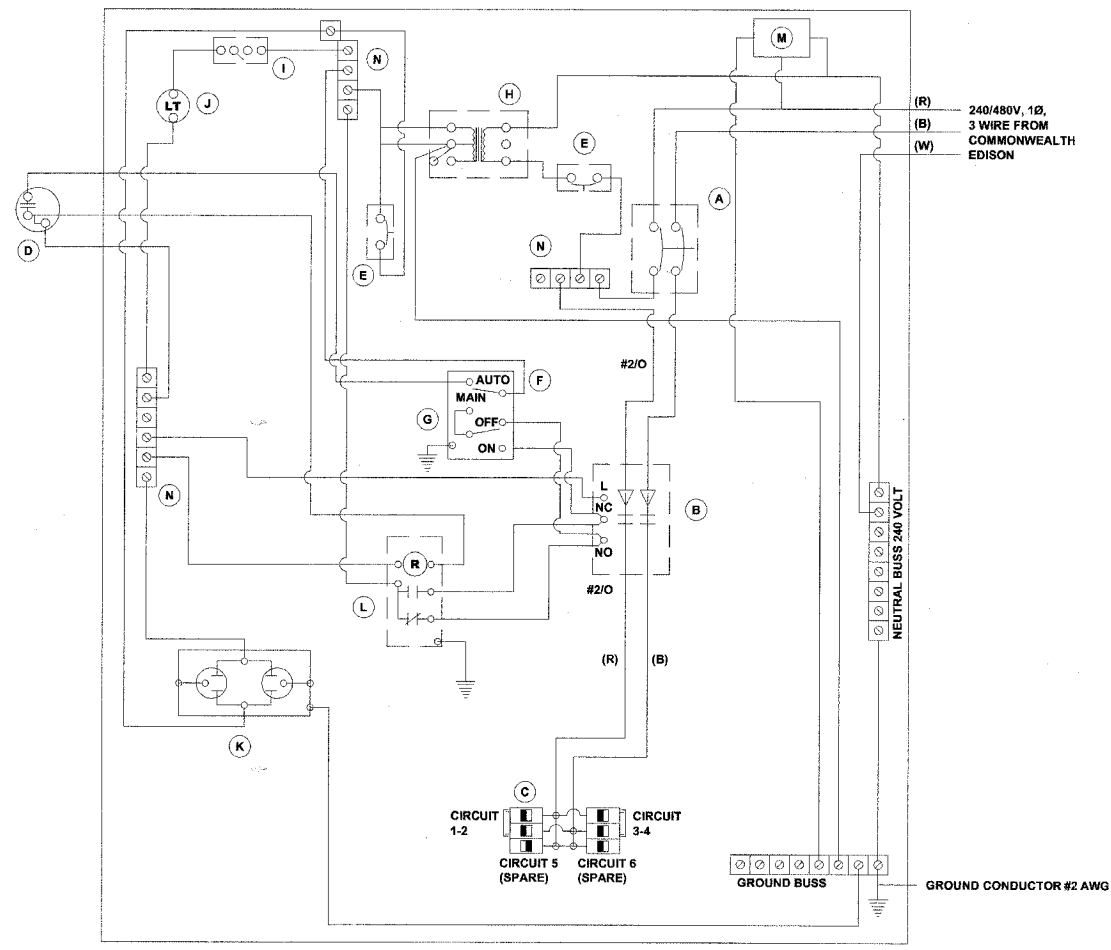 M
N
I
J
LT
H
(R)
240/480V, 1Ø,
(B)
3 WIRE FROM
COMMONWEALTH
(W)
EDISON
E
A
D
E
N
#2/O
AUTO
F
MAIN
G
OFF
ON
N
L
NC
B
NO
#2/O
R
L
NEUTRAL BUSS 240 VOLT
(R)
(B)
K
C
CIRCUIT
1-2
CIRCUIT
3-4
CIRCUIT 5
(SPARE)
CIRCUIT 6
(SPARE)
GROUND BUSS
GROUND CONDUCTOR #2 AWG